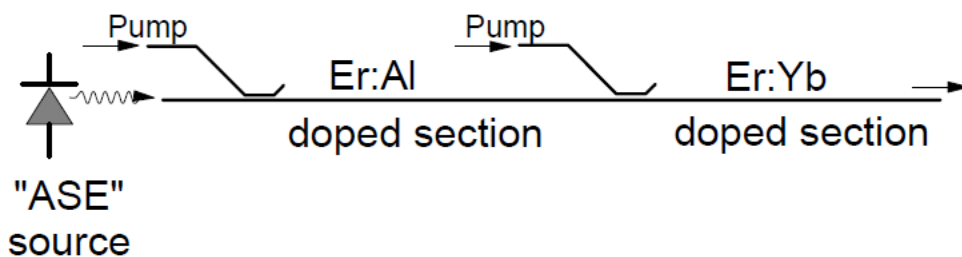 Pump
Pump
Er:Al
Er:Yb
doped section
doped section
"ASE"
source